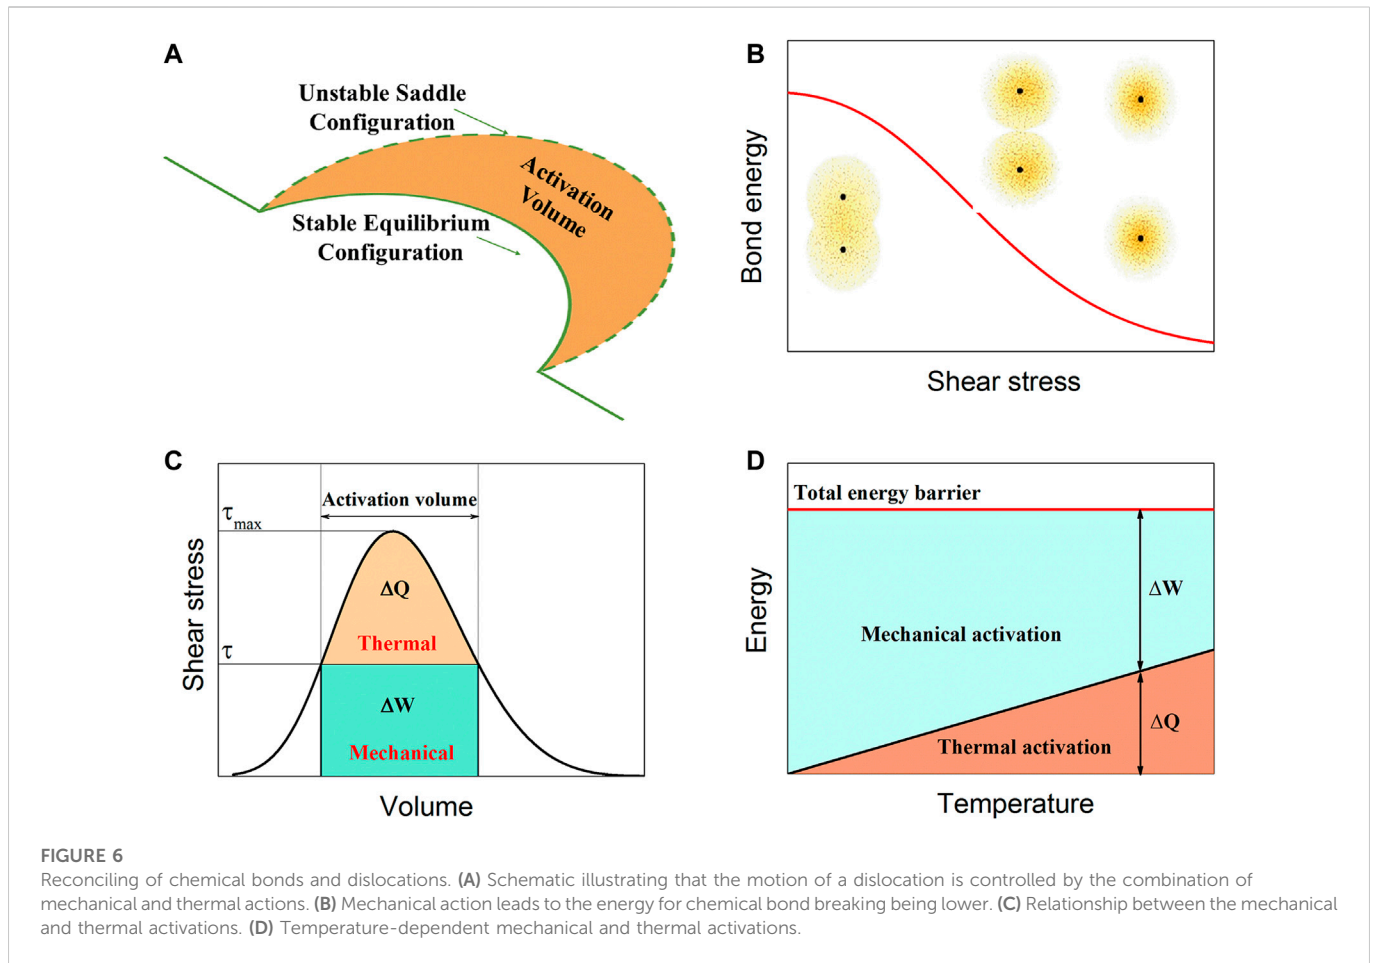 A
Unstable Saddle
Configuration
Activation
Volume
Stable Equilibrium
Configuration
B
Bond energy
Shear stress
C
Activation volume
τmax
τ
ΔQ
Thermal
ΔW
Mechanical
Shear stress
Volume
D
Total energy barrier
ΔW
Mechanical activation
ΔQ
Thermal activation
Energy
Temperature
FIGURE 6
Reconciling of chemical bonds and dislocations. (A) Schematic illustrating that the motion of a dislocation is controlled by the combination of
mechanical and thermal actions. (B) Mechanical action leads to the energy for chemical bond breaking being lower. (C) Relationship between the mechanical
and thermal activations. (D) Temperature-dependent mechanical and thermal activations.